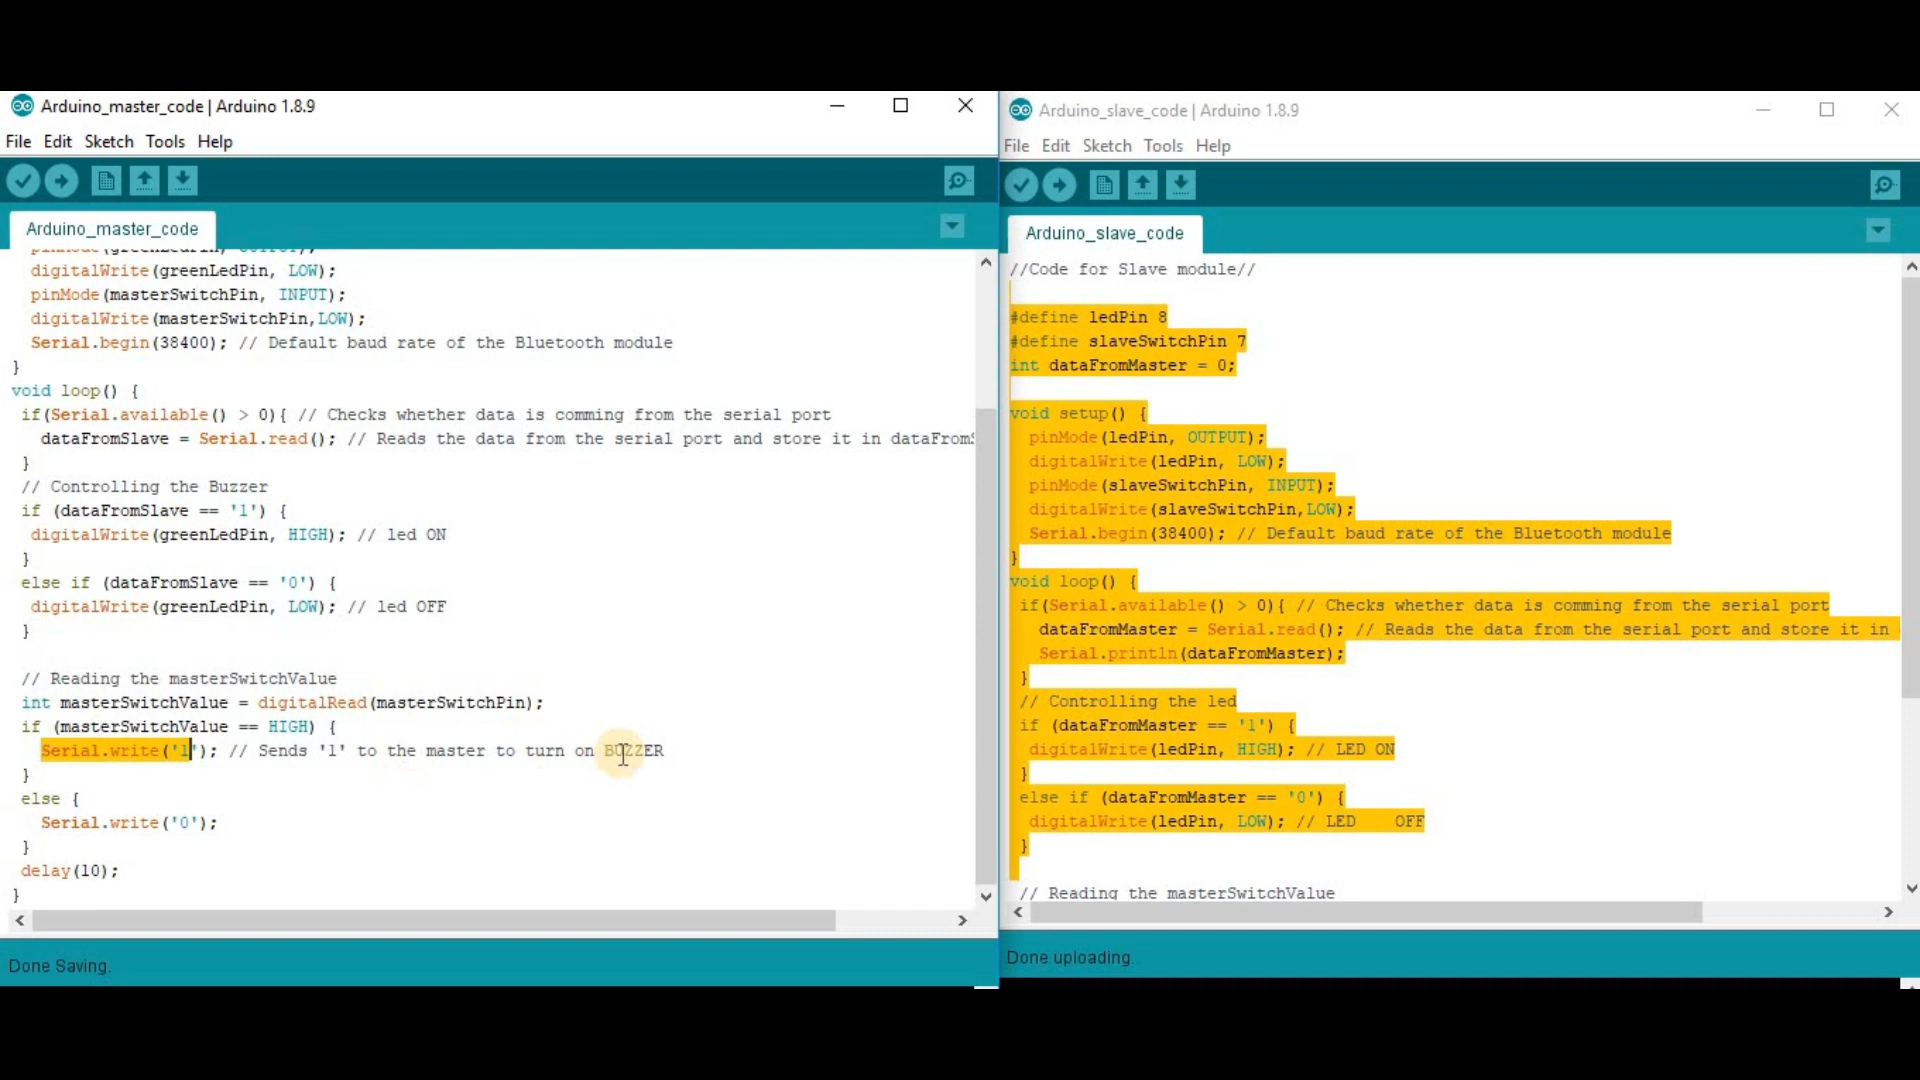 Arduino_master_code | Arduino 1.8.9
File Edit Sketch Tools Help
Arduino_master_code
pinMode(greenLedPin, OUTPUT);
digitalWrite(greenLedPin, LOW);
pinMode(masterSwitchPin, INPUT);
digitalWrite(masterSwitchPin,LOW);
Serial.begin(38400); // Default baud rate of the Bluetooth module
}
void loop() {
if(Serial.available() > 0){ // Checks whether data is comming from the serial port
dataFromSlave = Serial.read(); // Reads the data from the serial port and store it in dataFromS
}
// Controlling the Buzzer
if (dataFromSlave == '1') {
digitalWrite(greenLedPin, HIGH); // led ON
}
else if (dataFromSlave == '0') {
digitalWrite(greenLedPin, LOW); // led OFF
}
// Reading the masterSwitchValue
int masterSwitchValue = digitalRead(masterSwitchPin);
if (masterSwitchValue == HIGH) {
Serial.write('1'); // Sends '1' to the master to turn on BUZZER
}
else {
Serial.write('0');
}
delay(10);
}
Done Saving.
Arduino_slave_code | Arduino 1.8.9
File Edit Sketch Tools Help
Arduino_slave_code
//Code for Slave module//
#define ledPin 8
#define slaveSwitchPin 7
int dataFromMaster = 0;
void setup() {
pinMode(ledPin, OUTPUT);
digitalWrite(ledPin, LOW);
pinMode(slaveSwitchPin, INPUT);
digitalWrite(slaveSwitchPin,LOW);
Serial.begin(38400); // Default baud rate of the Bluetooth module
}
void loop() {
if(Serial.available() > 0){ // Checks whether data is comming from the serial port
dataFromMaster = Serial.read(); // Reads the data from the serial port and store it in
Serial.println(dataFromMaster);
}
// Controlling the led
if (dataFromMaster == '1') {
digitalWrite(ledPin, HIGH); // LED ON
}
else if (dataFromMaster == '0') {
digitalWrite(ledPin, LOW); // LED    OFF
}
// Reading the masterSwitchValue
Done uploading.